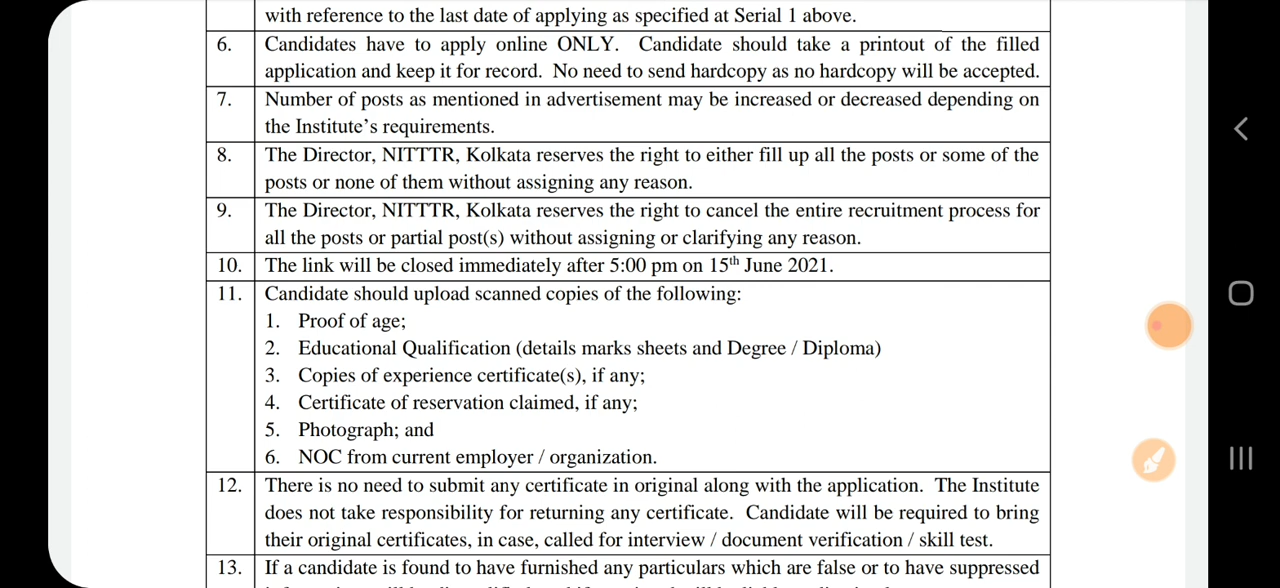 with reference to the last date of applying as specified at Serial 1 above.
6. Candidates have to apply online ONLY. Candidate should take a printout of the filled
application and keep it for record. No need to send hardcopy as no hardcopy will be accepted.
7. Number of posts as mentioned in advertisement may be increased or decreased depending on
the Institute's requirements.
8. The Director, NITTTR, Kolkata reserves the right to either fill up all the posts or some of the
posts or none of them without assigning any reason.
9. The Director, NITTTR, Kolkata reserves the right to cancel the entire recruitment process for
all the posts or partial post(s) without assigning or clarifying any reason.
10. The link will be closed immediately after 5:00 pm on 15th June 2021.
11. Candidate should upload scanned copies of the following:
1. Proof of age;
2. Educational Qualification (details marks sheets and Degree / Diploma)
3. Copies of experience certificate(s), if any;
4. Certificate of reservation claimed, if any;
5. Photograph; and
6. NOC from current employer / organization.
12. There is no need to submit any certificate in original along with the application. The Institute
does not take responsibility for returning any certificate. Candidate will be required to bring
their original certificates, in case, called for interview / document verification / skill test.
13. If a candidate is found to have furnished any particulars which are false or to have suppressed